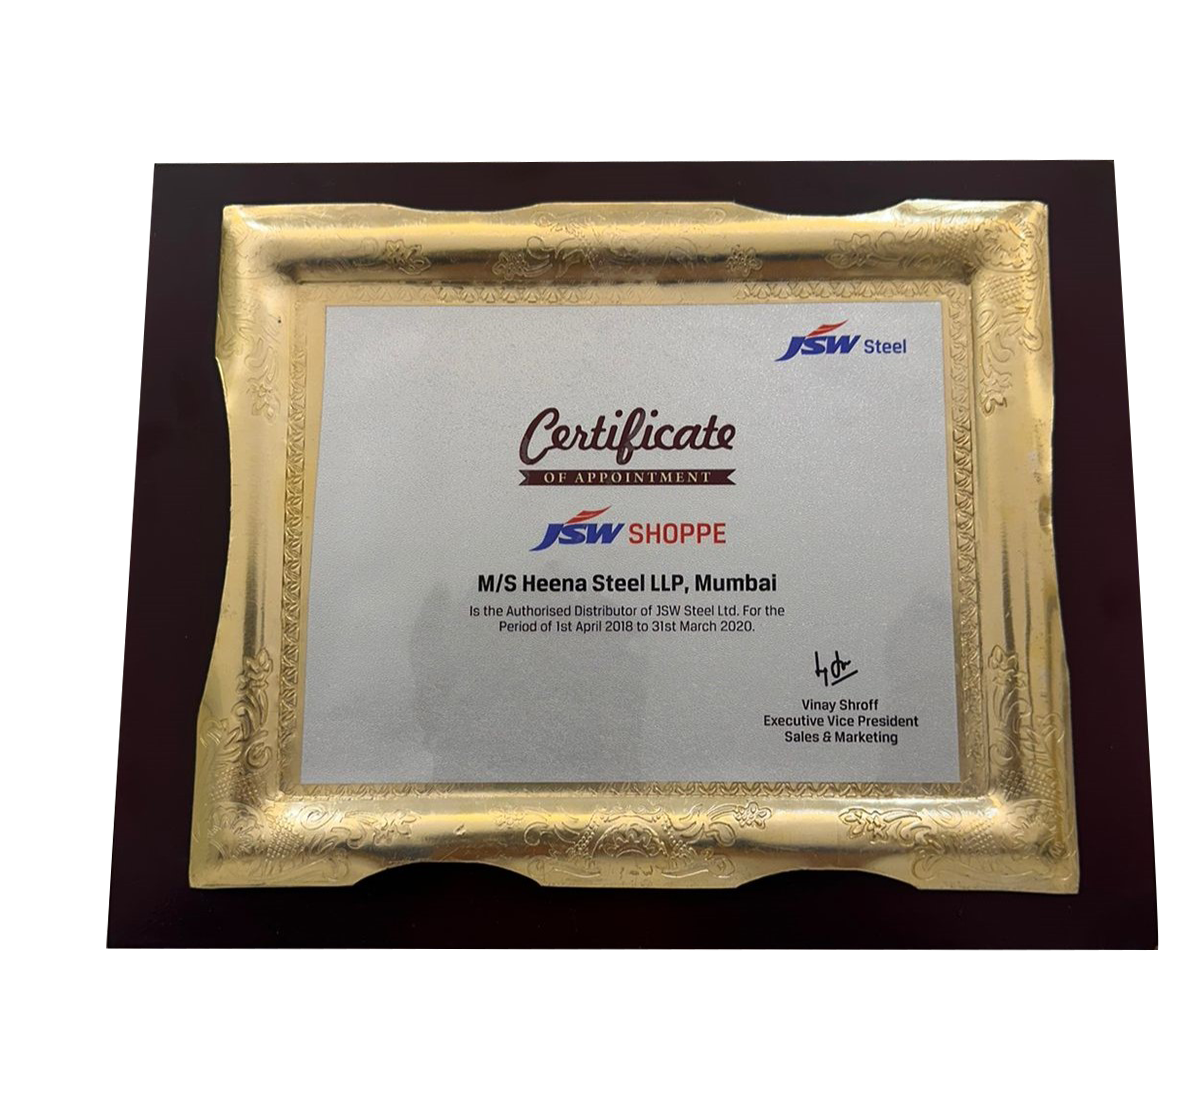 JSW Steel
Certificate
OF APPOINTMENT
JSW SHOPPE
M/S Heena Steel LLP, Mumbai
Is the Authorised Distributor of JSW Steel Ltd. For the
Period of 1st April 2018 to 31st March 2020.
Vinay Shroff
Executive Vice President
Sales & Marketing